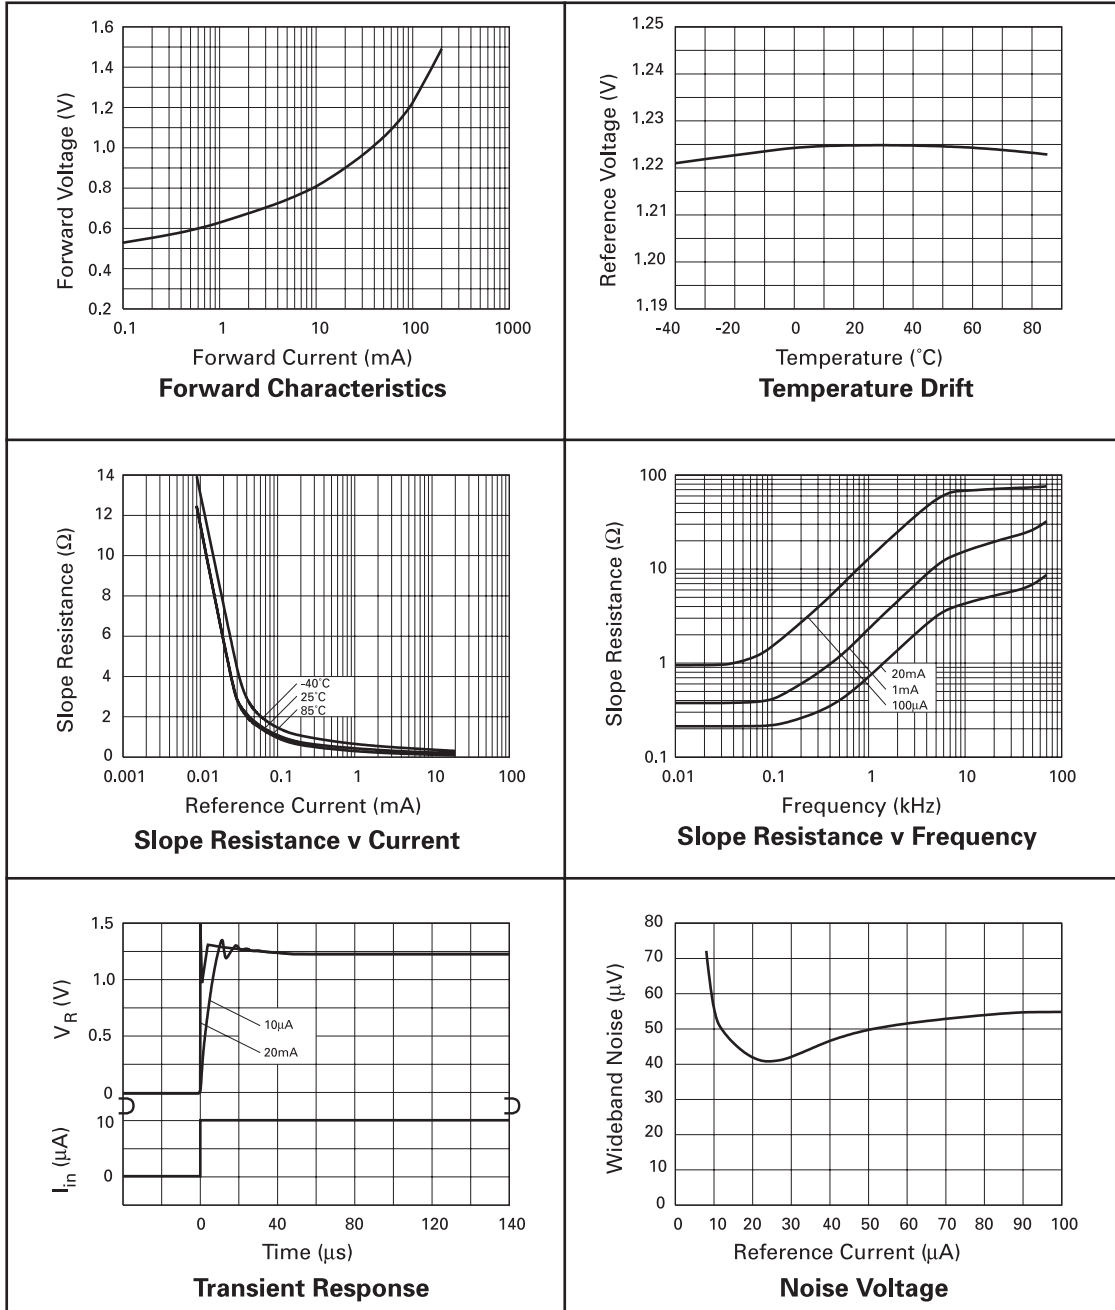 1.6
1.4
1.2
1.0
0.8
0.6
0.4
0.2
Forward Voltage (V)
0.1 1 10 100 1000
Forward Current (mA)
Forward Characteristics
1.25
1.24
1.23
1.22
1.21
1.20
1.19
Reference Voltage (V)
-40 -20 0 20 40 60 80
Temperature (˚C)
Temperature Drift
14
12
10
8
6
4
2
0
Slope Resistance (Ω)
-40˚C
25˚C
85˚C
0.001 0.01 0.1 1 10 100
Reference Current (mA)
Slope Resistance v Current
100
10
1
0.1
Slope Resistance (Ω)
20mA
1mA
100µA
0.01 0.1 1 10 100
Frequency (kHz)
Slope Resistance v Frequency
1.5
1.0
0.5
0
VR (V)
10µA
20mA
10
0
Iin (µA)
0 40 80 120 140
Time (µs)
Transient Response
80
70
60
50
40
30
20
10
0
Wideband Noise (µV)
0 10 20 30 40 50 60 70 80 90 100
Reference Current (µA)
Noise Voltage